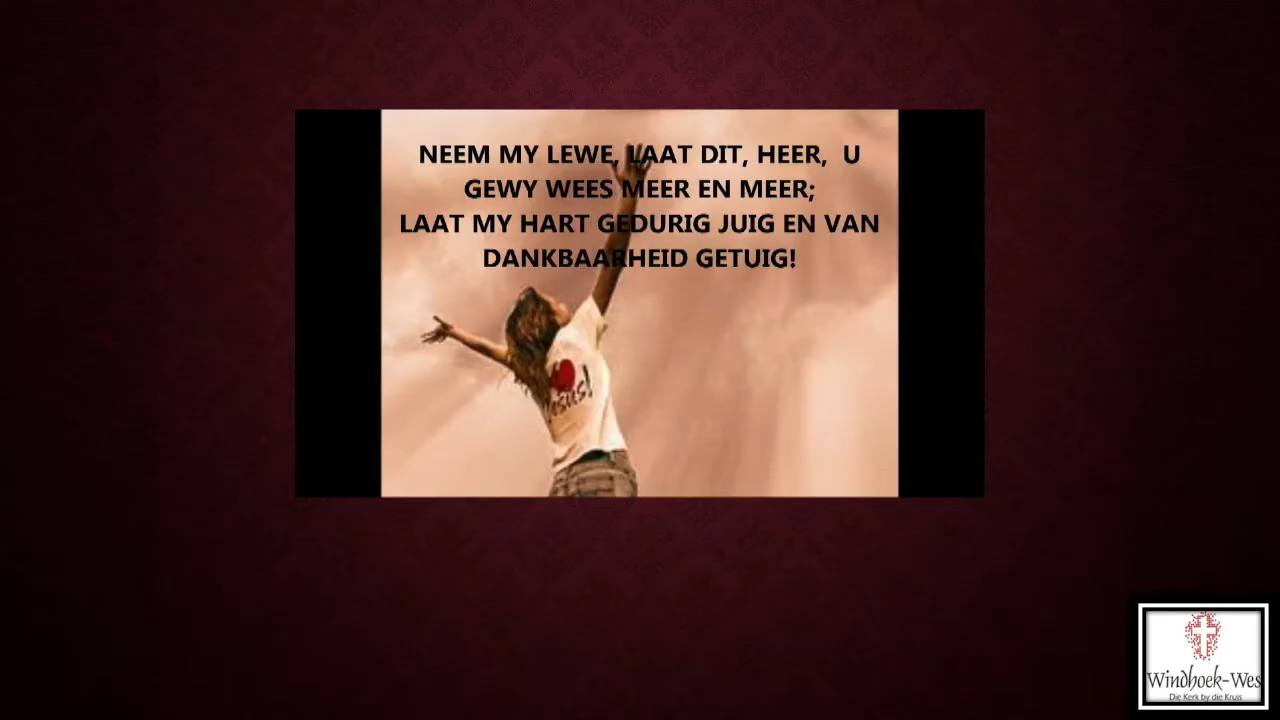 NEEM MY LEWE, LAAT DIT, HEER, U
GEWY WEES MEER EN MEER;
LAAT MY HART GEDURIG JUIG EN VAN
DANKBAARHEID GETUIG!
Jesus!
Windhoek-Wes
Die Kerk by die Kruis